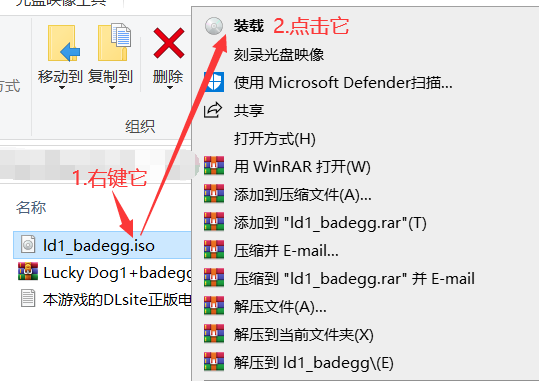 光盘映像工具
方式
移动到
复制到
删除
组织
名称
ld1_badegg.iso
Lucky Dog1+badegg
本游戏的DLsite正版电
1.右键它
2.点击它
装载
刻录光盘映像
使用 Microsoft Defender扫描...
共享
打开方式(H)
用 WinRAR 打开(W)
添加到压缩文件(A)...
添加到 "ld1_badegg.rar"(T)
压缩并 E-mail...
压缩到 "ld1_badegg.rar" 并 E-mail
解压文件(A)...
解压到当前文件夹(X)
解压到 ld1_badegg\(E)